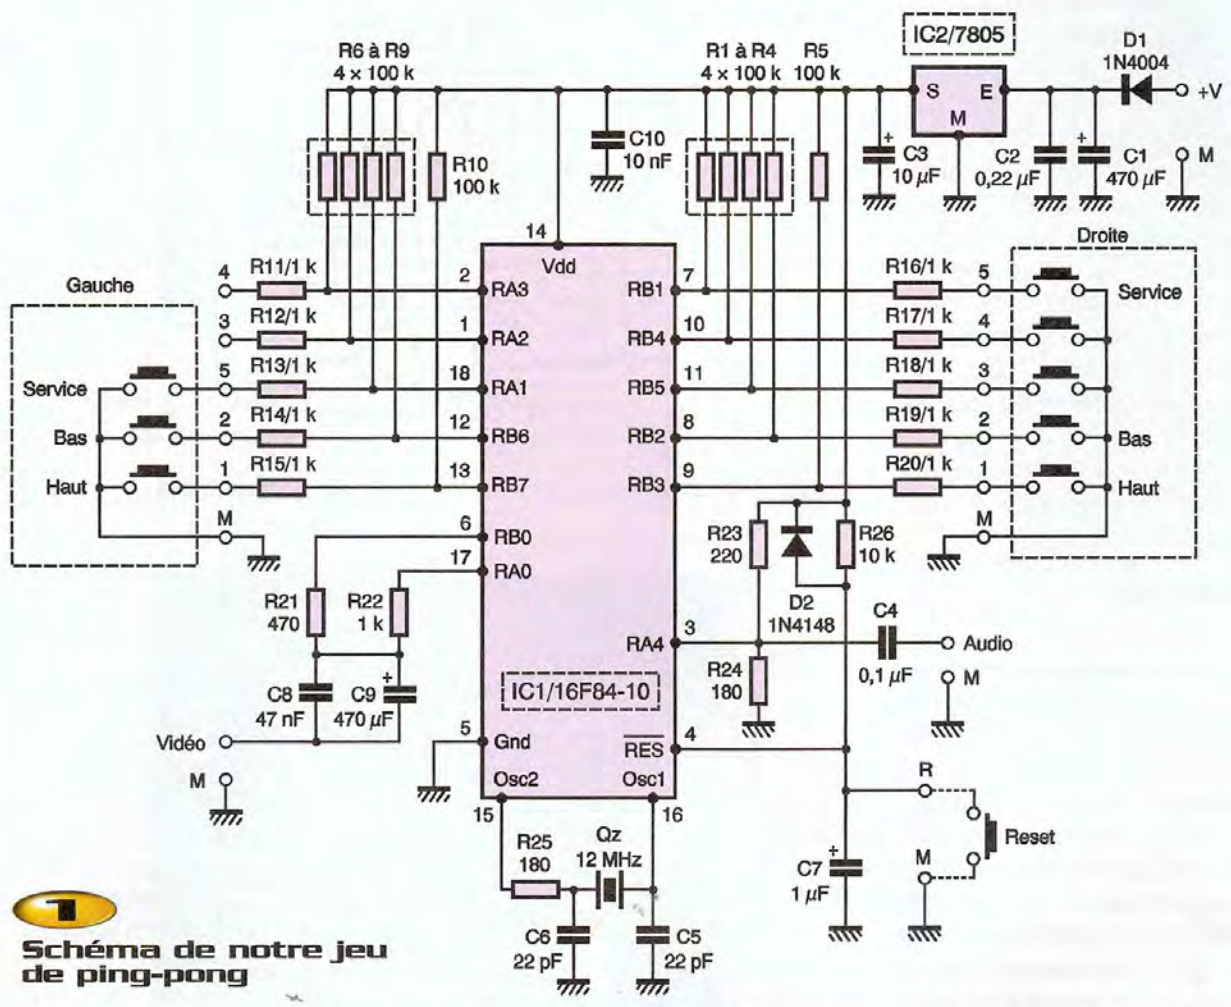 IC2/7805
D1
1N4004
R6 à R9
4 × 100 k
R1 à R4
4 × 100 k
R5
100 k
S
E
M
+V
M
R10
100 k
C10
10 nF
C3
+
10 µF
C2
0,22 µF
+
C1
470 µF
14
Vdd
Droite
Gauche
4
R11/1 k
2
RA3
RB1
7
R16/1 k
5
Service
3
R12/1 k
1
RA2
RB4
10
R17/1 k
4
Service
5
R13/1 k
18
RA1
RB5
11
R18/1 k
3
Bas
2
R14/1 k
12
RB6
RB2
8
R19/1 k
2
Bas
Haut
1
R15/1 k
13
RB7
RB3
9
R20/1 k
1
Haut
M
M
6
RB0
R23
220
R26
10 k
17
RA0
R21
470
R22
1 k
D2
1N4148
RA4
3
C4
0,1 µF
Audio
M
R24
180
IC1/16F84-10
C8
47 nF
+
C9
470 µF
Vidéo
M
5
Gnd
RES
4
Osc2
Osc1
15
16
R
Reset
M
R25
180
Qz
12 MHz
+
C7
1 µF
C6
22 pF
C5
22 pF
1
Schéma de notre jeu
de ping-pong